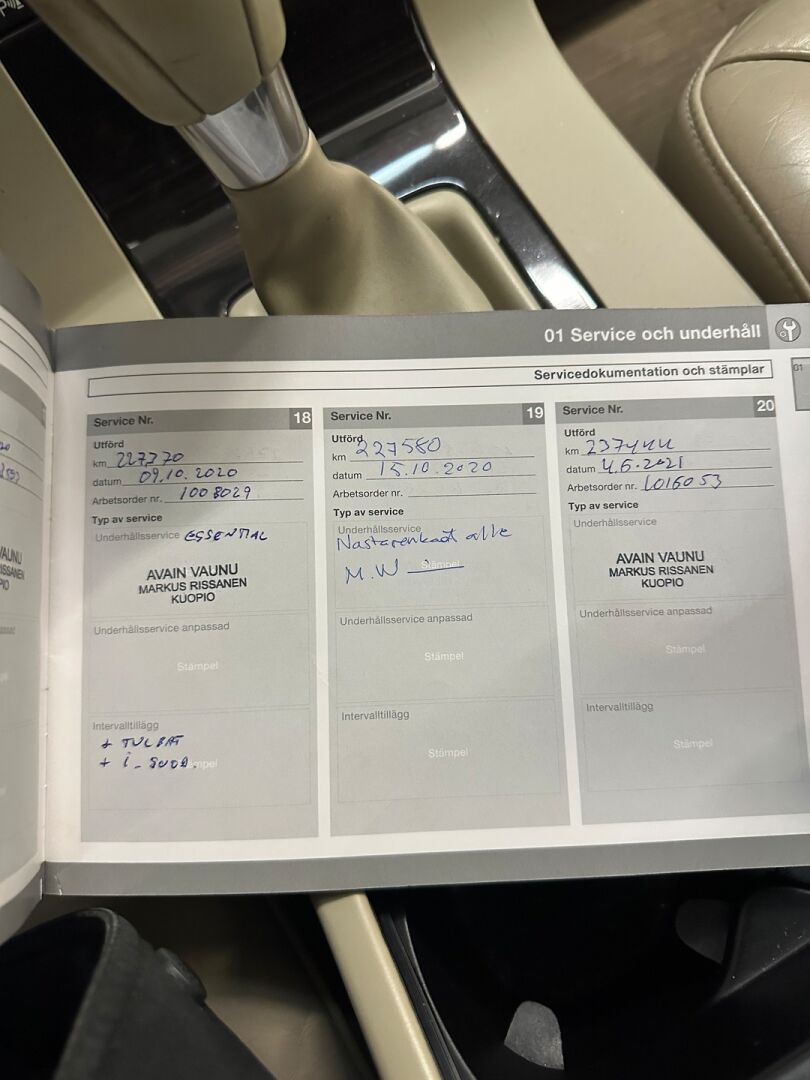 01 Service och underhåll
Servicedokumentation och stämplar
01
Service Nr. 18
Utförd
km 227370
datum 09.10.2020
Arbetsorder nr. 1008029
Typ av service
Underhållsservice ESSENTIAL
AVAIN VAUNU
MARKUS RISSANEN
KUOPIO
Underhållsservice anpassad
Stämpel
Intervalltillägg
+ TULPAT
+ i-SUOD.
Service Nr. 19
Utförd
km 227580
datum 15.10.2020
Arbetsorder nr.
Typ av service
Underhållsservice
Nastarenkaat alle
Stämpel
M.W
Underhållsservice anpassad
Stämpel
Intervalltillägg
Stämpel
Service Nr. 20
Utförd
km 237444
datum 4.6.2021
Arbetsorder nr. 1016053
Typ av service
Underhållsservice
AVAIN VAUNU
MARKUS RISSANEN
KUOPIO
Underhållsservice anpassad
Stämpel
Intervalltillägg
Stämpel